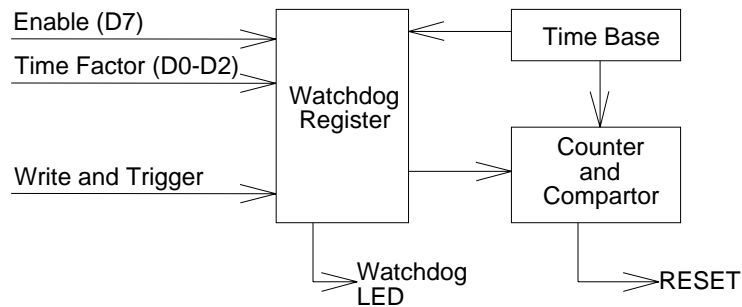 Enable (D7)
Time Base
Time Factor (D0-D2)
Watchdog
Register
Counter
and
Compartor
Write and Trigger
Watchdog
LED
RESET